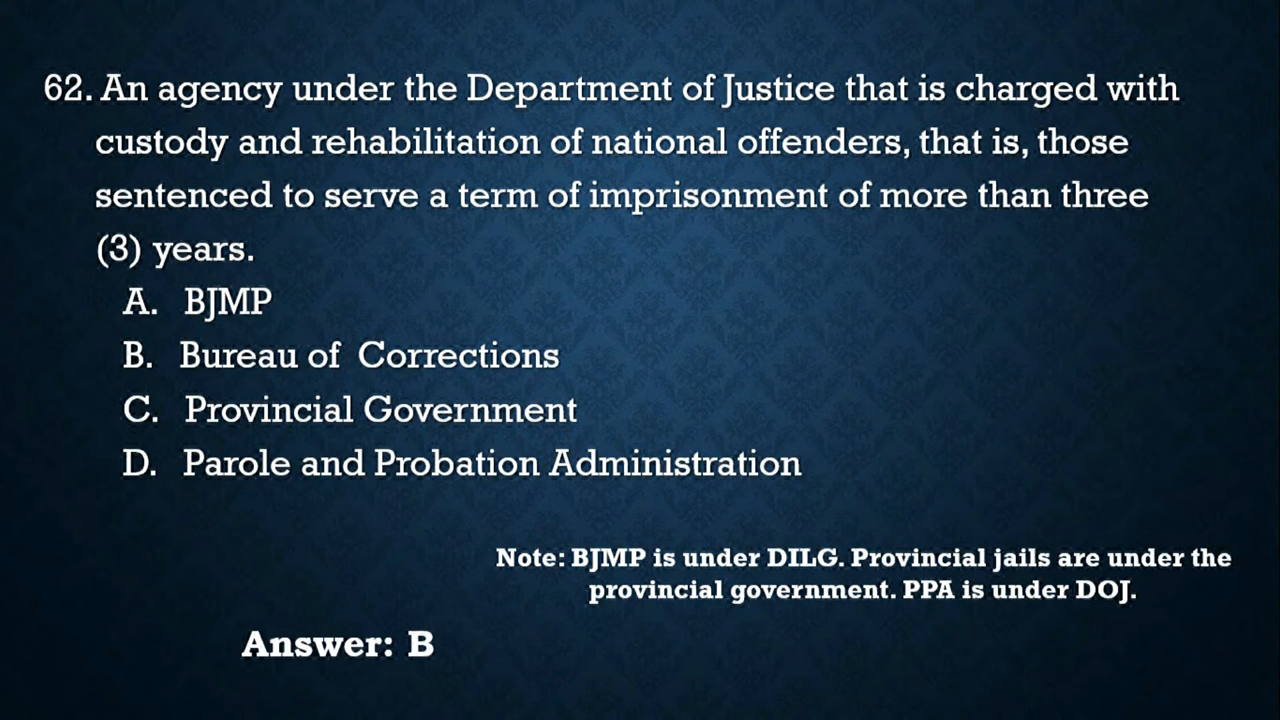 62. An agency under the Department of Justice that is charged with
custody and rehabilitation of national offenders, that is, those
sentenced to serve a term of imprisonment of more than three
(3) years.
A. BJMP
B. Bureau of Corrections
C. Provincial Government
D. Parole and Probation Administration
Note: BJMP is under DILG. Provincial jails are under the
provincial government. PPA is under DOJ.
Answer: B